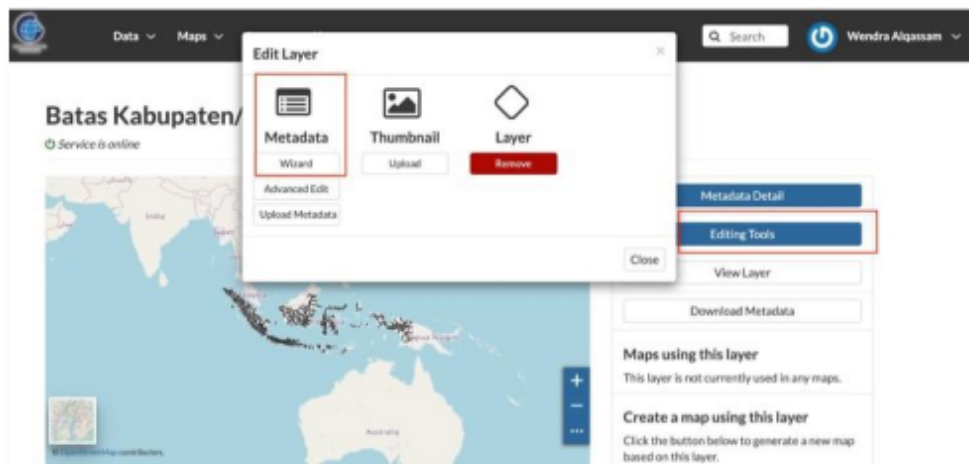 Data Maps
Search
Wendra Alqassam
Edit Layer
×
Batas Kabupaten/
Service is online
Metadata
Thumbnail
Layer
Wizard
Upload
Remove
Advanced Edit
Upload Metadata
Close
Metadata Detail
Editing Tools
View Layer
Download Metadata
Maps using this layer
This layer is not currently used in any maps.
Create a map using this layer
Click the button below to generate a new map
based on this layer.
India
Australia
+
−
...
© OpenStreetMap contributors.